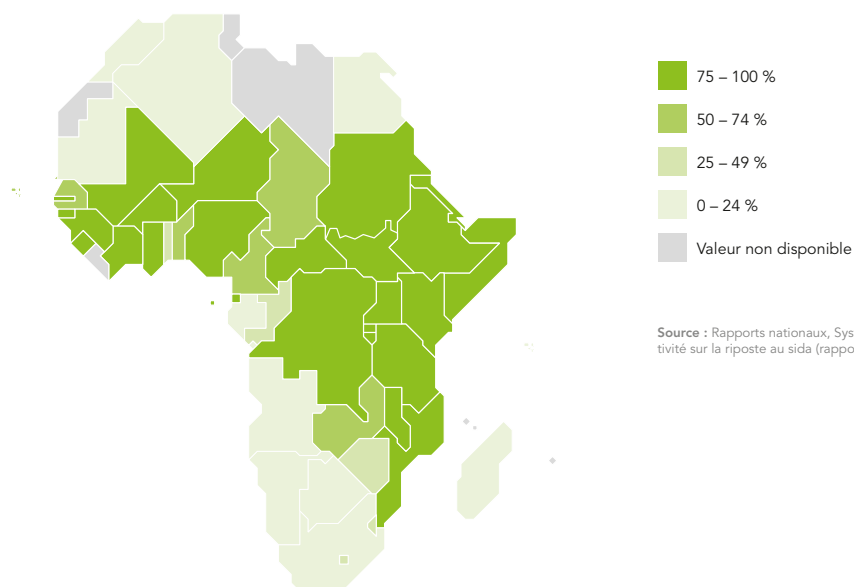 75 – 100 %
50 – 74 %
25 – 49 %
0 – 24 %
Valeur non disponible
Source : Rapports nationaux, Sys
tivité sur la riposte au sida (rappo